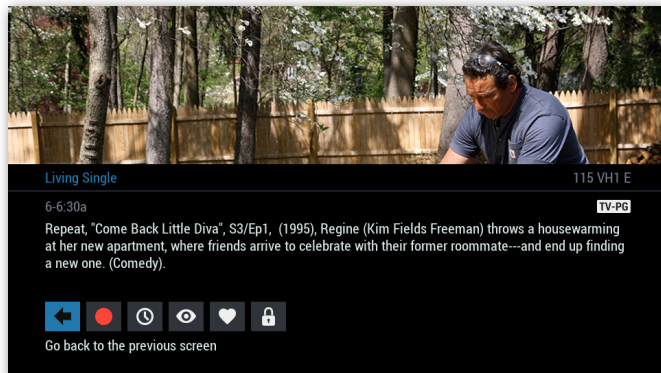 Living Single
115 VH1 E
6-6:30a
TV-PG
Repeat, "Come Back Little Diva", S3/Ep1,  (1995), Regine (Kim Fields Freeman) throws a housewarming
at her new apartment, where friends arrive to celebrate with their former roommate---and end up finding
a new one. (Comedy).
Go back to the previous screen